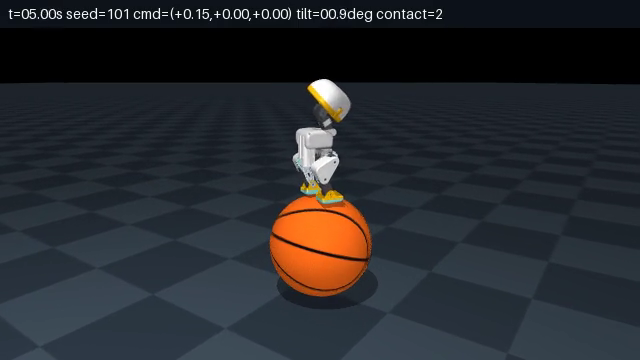 t=05.00s seed=101 cmd=(+0.15,+0.00,+0.00) tilt=00.9deg contact=2